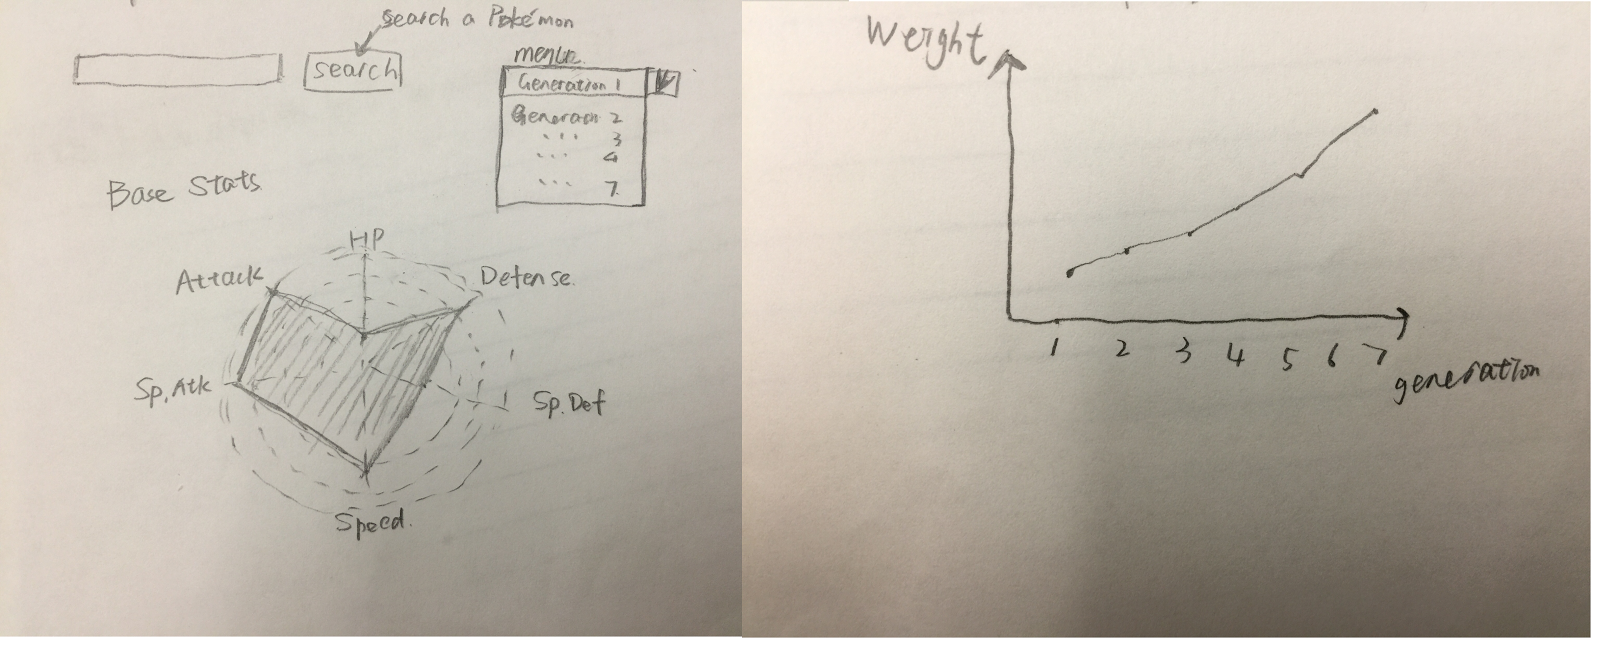 search a Pokémon
search
menu
Generation 1
Generation 2
... 3
... 4
... 7
Base Stats
HP
Attack
Defense
Sp.Atk
Sp.Def
Speed
Weight
1 2 3 4 5 6 7
generation